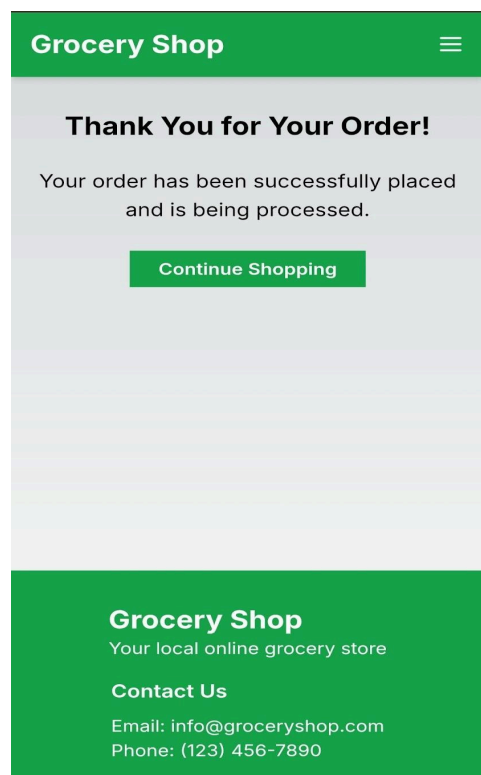 Grocery Shop
Thank You for Your Order!
Your order has been successfully placed
and is being processed.
Continue Shopping
Grocery Shop
Your local online grocery store
Contact Us
Email: info@groceryshop.com
Phone: (123) 456-7890